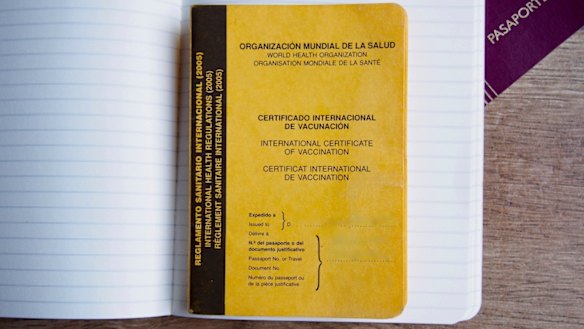 REGLAMENTO SANITARIO INTERNACIONAL (2005)
INTERNATIONAL HEALTH REGULATIONS (2005)
RÈGLEMENT SANITAIRE INTERNATIONAL (2005)
ORGANIZACIÓN MUNDIAL DE LA SALUD
WORLD HEALTH ORGANIZATION
ORGANISATION MONDIALE DE LA SANTÉ
CERTIFICADO INTERNACIONAL
DE VACUNACIÓN
INTERNATIONAL CERTIFICATE
OF VACCINATION
CERTIFICAT INTERNATIONAL
DE VACCINATION
Expedido a
Issued to
D.
Délivré à
N.º del pasaporte o del
documento justificativo
Passaport No. or Travel
Document No.
Numéro du passeport ou
de la pièce justificative
PASAPORTE